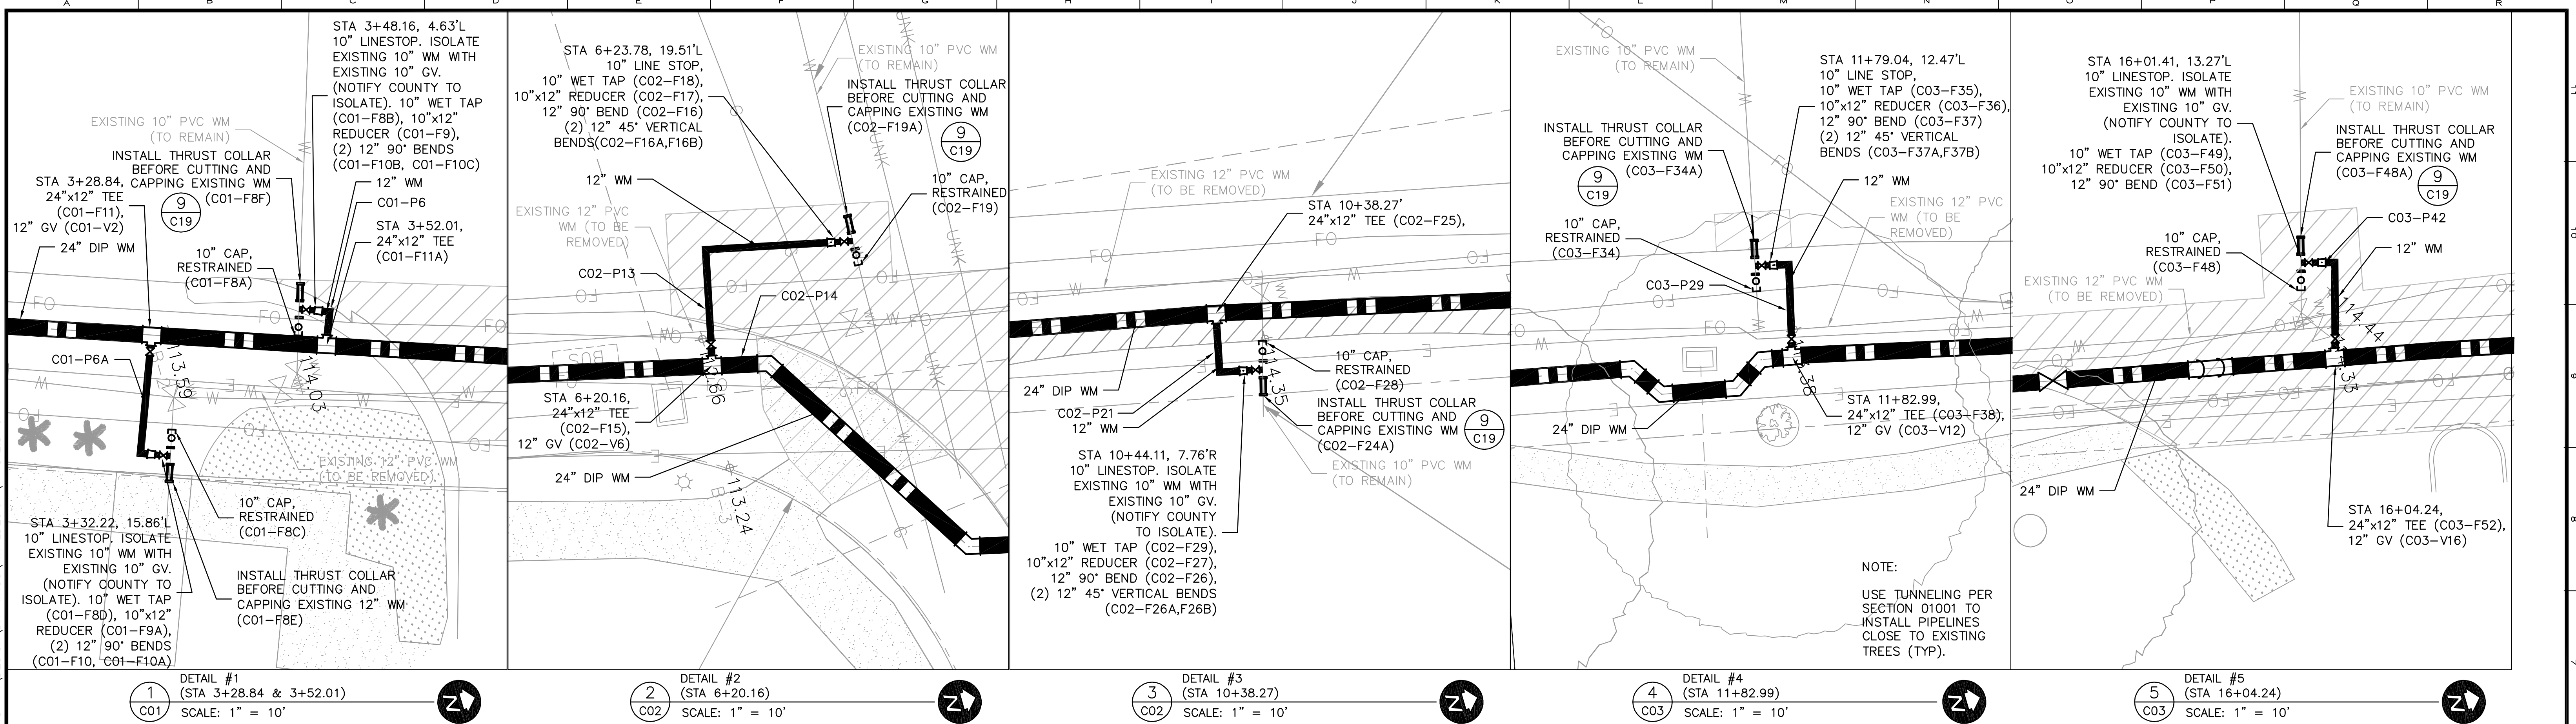 A B C D E F G H I J K L M N O P Q R
STA 3+48.16, 4.63'L
10" LINESTOP. ISOLATE
EXISTING 10" WM WITH
EXISTING 10" GV.
(NOTIFY COUNTY TO
ISOLATE). 10" WET TAP
(C01-F8B), 10"x12"
REDUCER (C01-F9),
(2) 12" 90° BENDS
(C01-F10B, C01-F10C)
EXISTING 10" PVC WM
(TO REMAIN)
INSTALL THRUST COLLAR
BEFORE CUTTING AND
CAPPING EXISTING WM
(C01-F8F)
9
C19
STA 3+28.84,
24"x12" TEE
(C01-F11),
12" GV (C01-V2)
24" DIP WM
12" WM
C01-P6
STA 3+52.01,
24"x12" TEE
(C01-F11A)
10" CAP,
RESTRAINED
(C01-F8A)
C01-P6A
113.59
114.03
EXISTING 12" PVC WM
(TO BE REMOVED)
10" CAP,
RESTRAINED
(C01-F8C)
STA 3+32.22, 15.86'L
10" LINESTOP. ISOLATE
EXISTING 10" WM WITH
EXISTING 10" GV.
(NOTIFY COUNTY TO
ISOLATE). 10" WET TAP
(C01-F8D), 10"x12"
REDUCER (C01-F9A),
(2) 12" 90° BENDS
(C01-F10, C01-F10A)
INSTALL THRUST COLLAR
BEFORE CUTTING AND
CAPPING EXISTING 12" WM
(C01-F8E)
1
C01
DETAIL #1
(STA 3+28.84 & 3+52.01)
SCALE: 1" = 10'
N
STA 6+23.78, 19.51'L
10" LINE STOP,
10" WET TAP (C02-F18),
10"x12" REDUCER (C02-F17),
12" 90° BEND (C02-F16)
(2) 12" 45° VERTICAL
BENDS(C02-F16A,F16B)
EXISTING 10" PVC WM
(TO REMAIN)
INSTALL THRUST COLLAR
BEFORE CUTTING AND
CAPPING EXISTING WM
(C02-F19A)
9
C19
12" WM
10" CAP,
RESTRAINED
(C02-F19)
EXISTING 12" PVC
WM (TO BE
REMOVED)
C02-P13
C02-P14
UNK
BUS
STA 6+20.16,
24"x12" TEE
(C02-F15),
12" GV (C02-V6)
24" DIP WM
113.24
2
C02
DETAIL #2
(STA 6+20.16)
SCALE: 1" = 10'
N
EXISTING 12" PVC WM
(TO BE REMOVED)
STA 10+38.27'
24"x12" TEE (C02-F25),
24" DIP WM
C02-P21
12" WM
10" CAP,
RESTRAINED
(C02-F28)
114.35
INSTALL THRUST COLLAR
BEFORE CUTTING AND
CAPPING EXISTING WM
(C02-F24A)
9
C19
EXISTING 10" PVC WM
(TO REMAIN)
STA 10+44.11, 7.76'R
10" LINESTOP. ISOLATE
EXISTING 10" WM WITH
EXISTING 10" GV.
(NOTIFY COUNTY
TO ISOLATE).
10" WET TAP (C02-F29),
10"x12" REDUCER (C02-F27),
12" 90° BEND (C02-F26),
(2) 12" 45° VERTICAL BENDS
(C02-F26A,F26B)
3
C02
DETAIL #3
(STA 10+38.27)
SCALE: 1" = 10'
N
EXISTING 10" PVC WM
(TO REMAIN)
STA 11+79.04, 12.47'L
10" LINE STOP,
10" WET TAP (C03-F35),
10"x12" REDUCER (C03-F36),
12" 90° BEND (C03-F37)
(2) 12" 45° VERTICAL
BENDS (C03-F37A,F37B)
INSTALL THRUST COLLAR
BEFORE CUTTING AND
CAPPING EXISTING WM
(C03-F34A)
9
C19
12" WM
EXISTING 12" PVC
WM (TO BE
REMOVED)
10" CAP,
RESTRAINED
(C03-F34)
C03-P29
STA 11+82.99,
24"x12" TEE (C03-F38),
12" GV (C03-V12)
24" DIP WM
NOTE:
USE TUNNELING PER
SECTION 01001 TO
INSTALL PIPELINES
CLOSE TO EXISTING
TREES (TYP).
4
C03
DETAIL #4
(STA 11+82.99)
SCALE: 1" = 10'
N
STA 16+01.41, 13.27'L
10" LINESTOP. ISOLATE
EXISTING 10" WM WITH
EXISTING 10" GV.
(NOTIFY COUNTY TO
ISOLATE).
10" WET TAP (C03-F49),
10"x12" REDUCER (C03-F50),
12" 90° BEND (C03-F51)
EXISTING 10" PVC WM
(TO REMAIN)
INSTALL THRUST COLLAR
BEFORE CUTTING AND
CAPPING EXISTING WM
(C03-F48A)
9
C19
C03-P42
12" WM
10" CAP,
RESTRAINED
(C03-F48)
EXISTING 12" PVC WM
(TO BE REMOVED)
114.44
24" DIP WM
STA 16+04.24,
24"x12" TEE (C03-F52),
12" GV (C03-V16)
5
C03
DETAIL #5
(STA 16+04.24)
SCALE: 1" = 10'
N